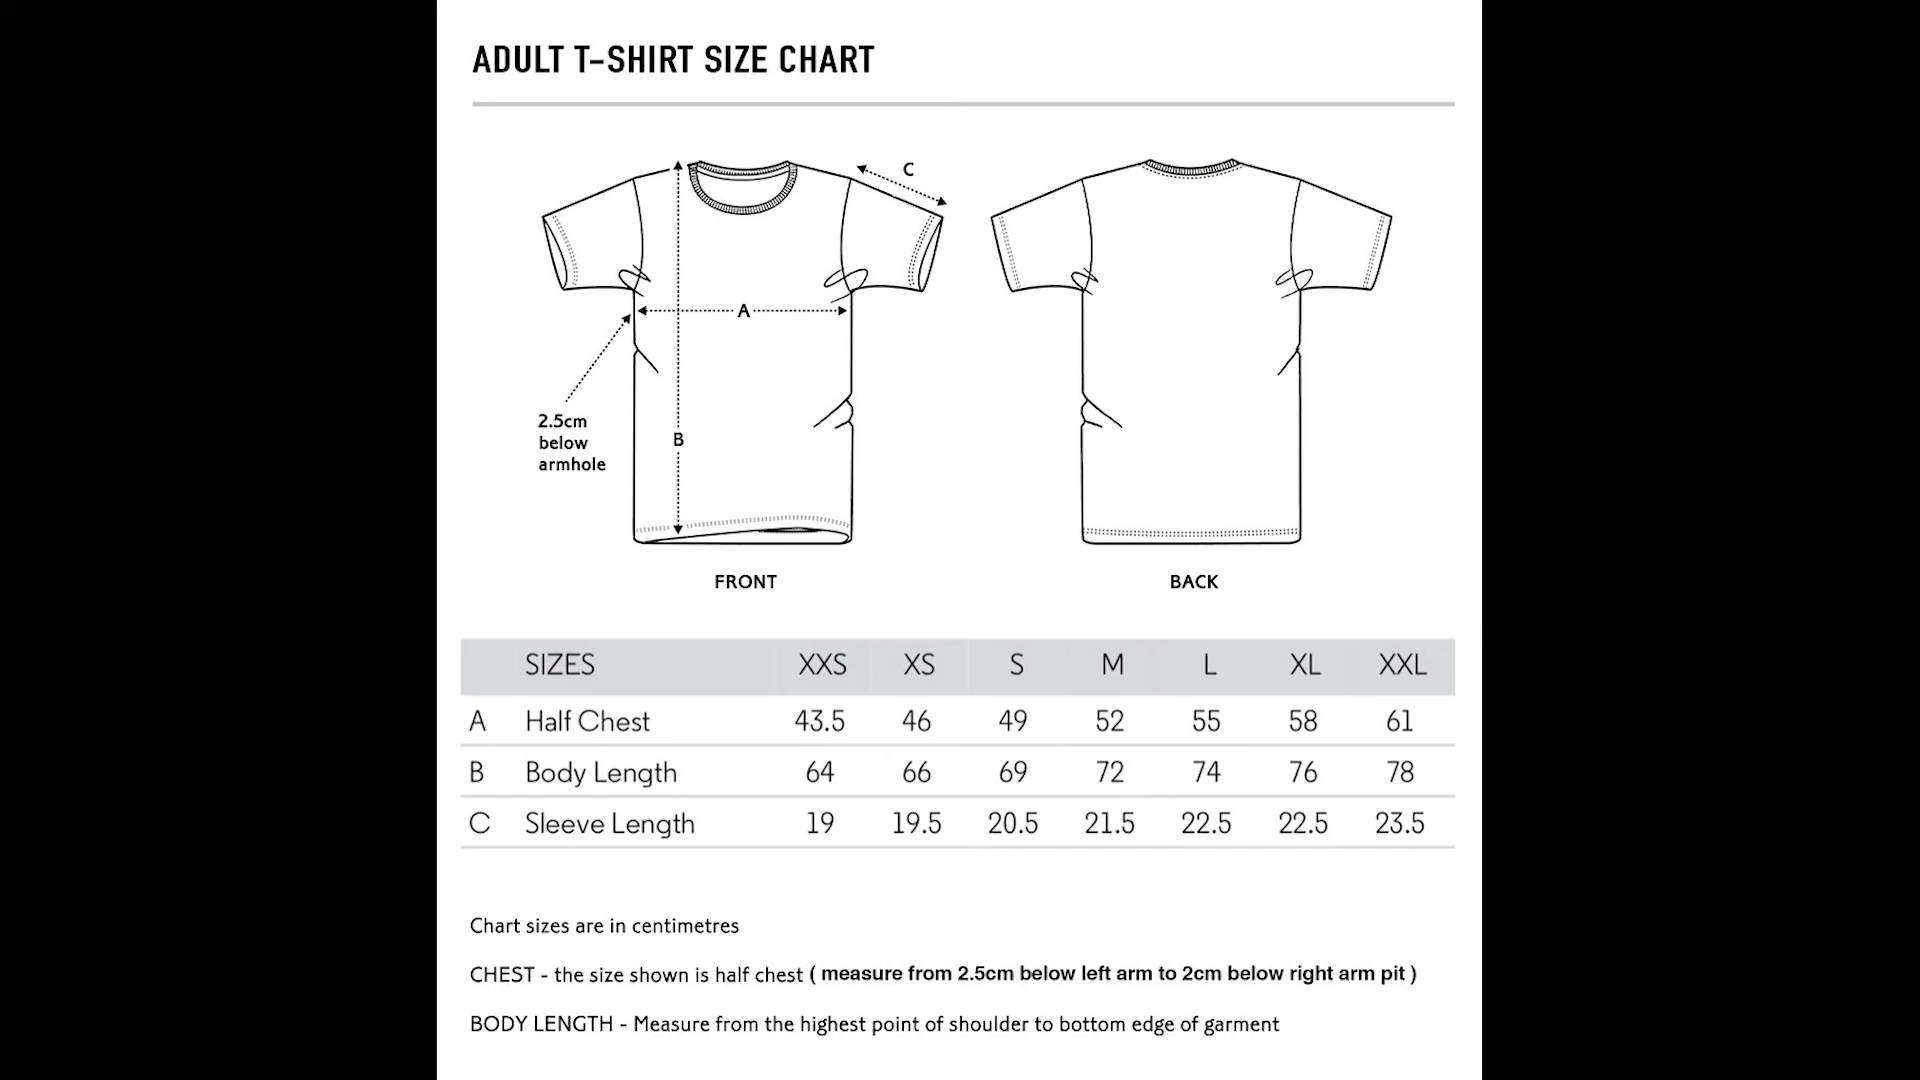 ADULT T-SHIRT SIZE CHART
C
A
2.5cm
below
armhole
B
FRONT
BACK
SIZES XXS XS S M L XL XXL
A Half Chest 43.5 46 49 52 55 58 61
B Body Length 64 66 69 72 74 76 78
C Sleeve Length 19 19.5 20.5 21.5 22.5 22.5 23.5
Chart sizes are in centimetres
CHEST - the size shown is half chest ( measure from 2.5cm below left arm to 2cm below right arm pit )
BODY LENGTH - Measure from the highest point of shoulder to bottom edge of garment